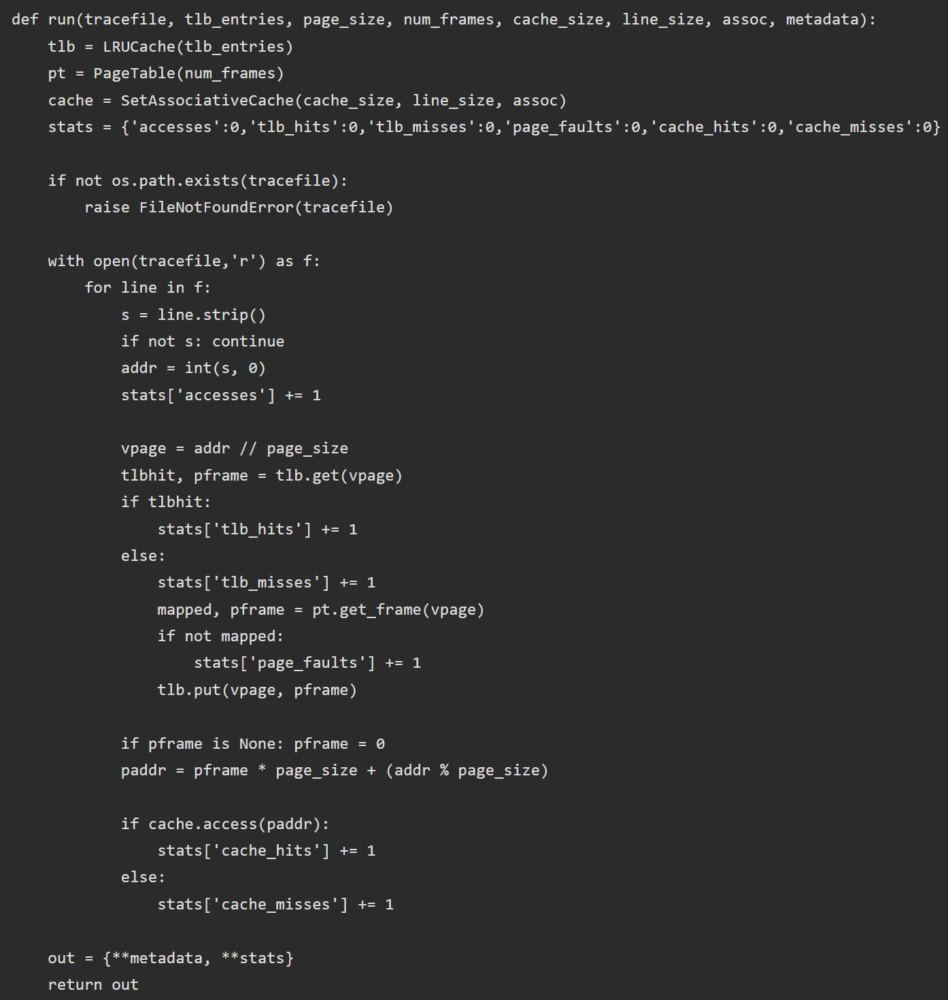 def run(tracefile, tlb_entries, page_size, num_frames, cache_size, line_size, assoc, metadata):
    tlb = LRUCache(tlb_entries)
    pt = PageTable(num_frames)
    cache = SetAssociativeCache(cache_size, line_size, assoc)
    stats = {'accesses':0,'tlb_hits':0,'tlb_misses':0,'page_faults':0,'cache_hits':0,'cache_misses':0}

    if not os.path.exists(tracefile):
        raise FileNotFoundError(tracefile)

    with open(tracefile,'r') as f:
        for line in f:
            s = line.strip()
            if not s: continue
            addr = int(s, 0)
            stats['accesses'] += 1

            vpage = addr // page_size
            tlbhit, pframe = tlb.get(vpage)
            if tlbhit:
                stats['tlb_hits'] += 1
            else:
                stats['tlb_misses'] += 1
                mapped, pframe = pt.get_frame(vpage)
                if not mapped:
                    stats['page_faults'] += 1
                tlb.put(vpage, pframe)

            if pframe is None: pframe = 0
            paddr = pframe * page_size + (addr % page_size)

            if cache.access(paddr):
                stats['cache_hits'] += 1
            else:
                stats['cache_misses'] += 1

    out = {**metadata, **stats}
    return out